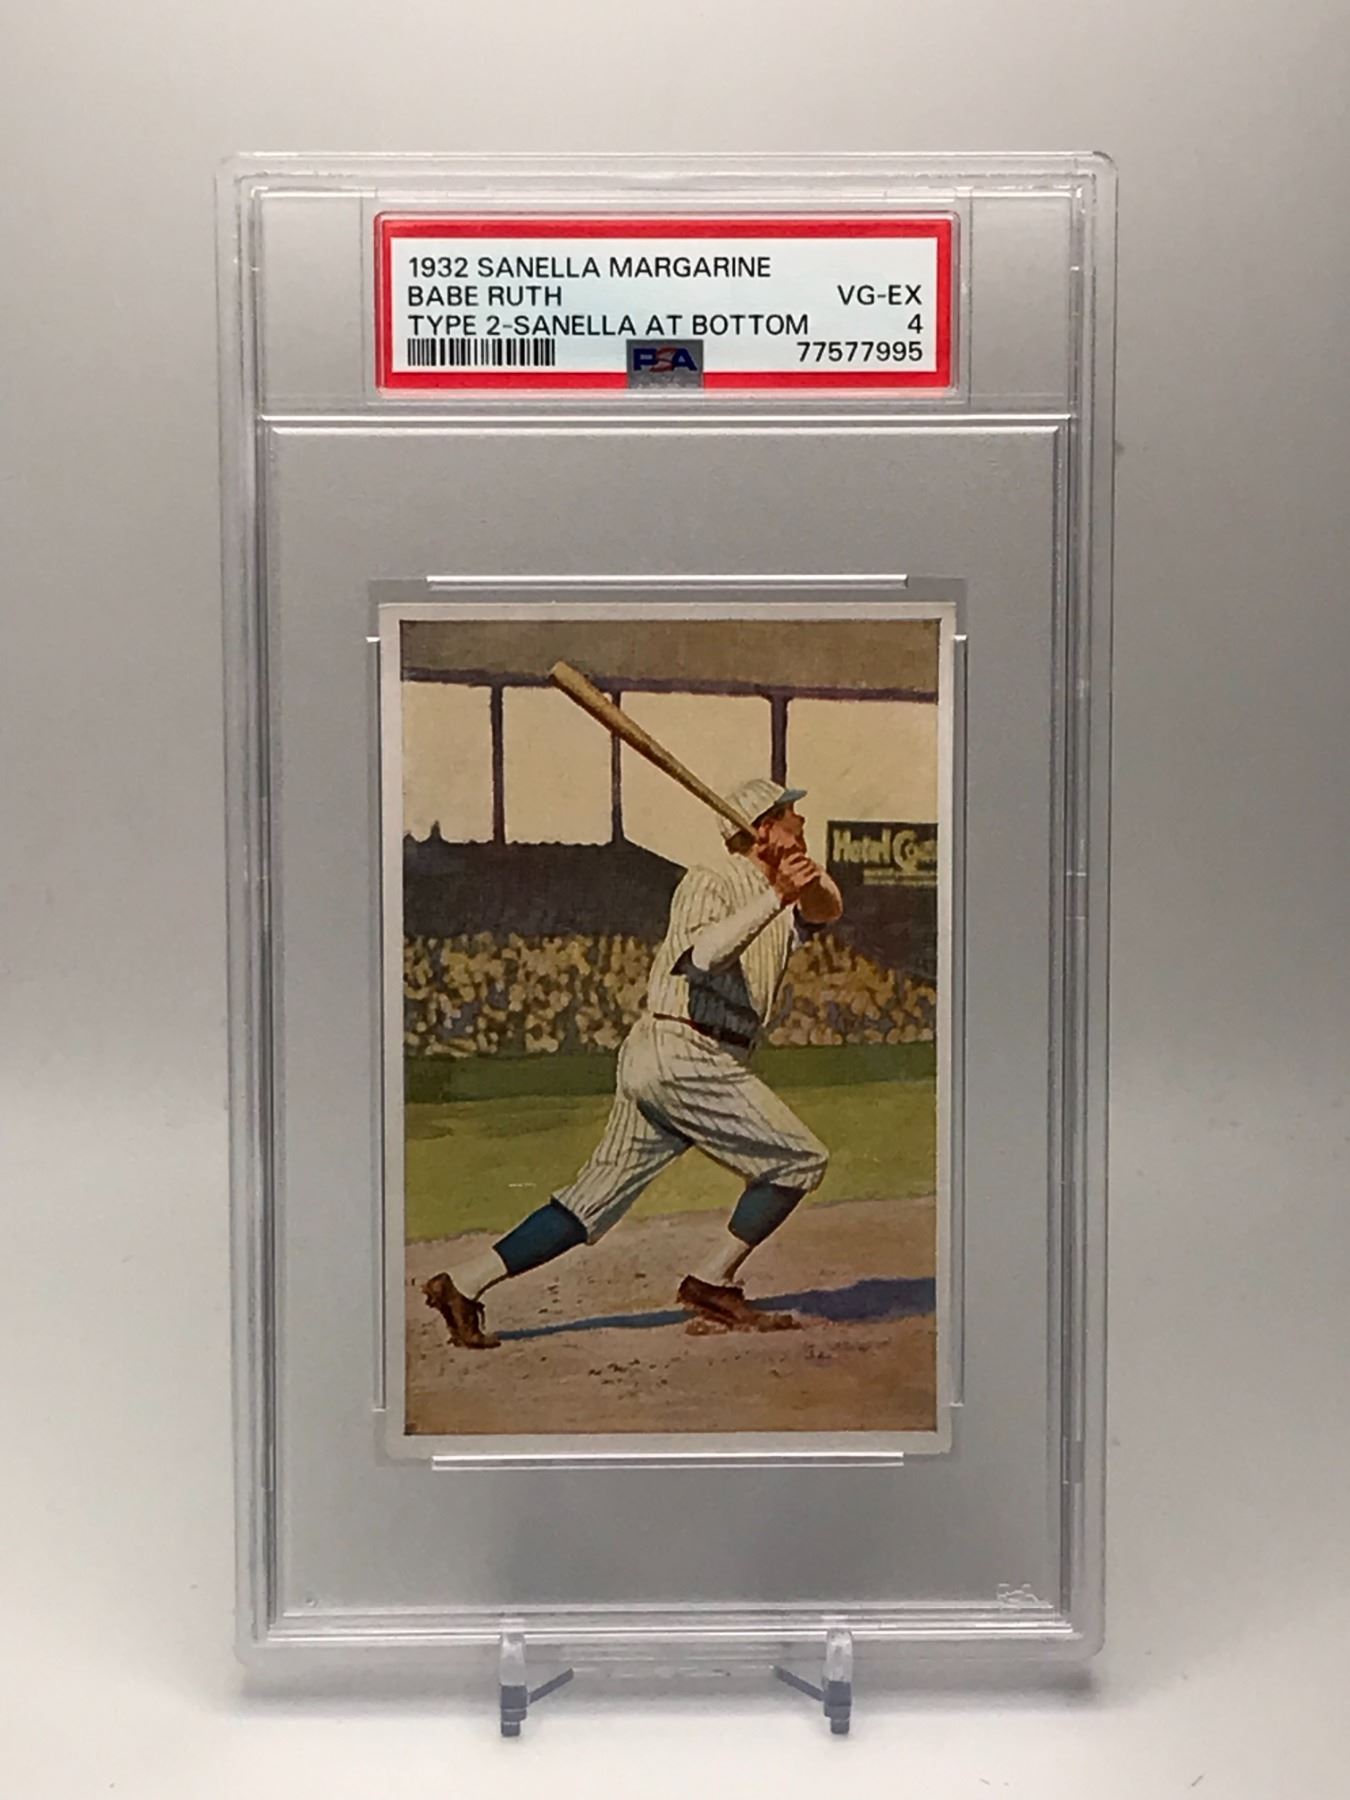 1932 SANELLA MARGARINE
BABE RUTH VG-EX
TYPE 2-SANELLA AT BOTTOM 4
77577995
PSA
Hotel